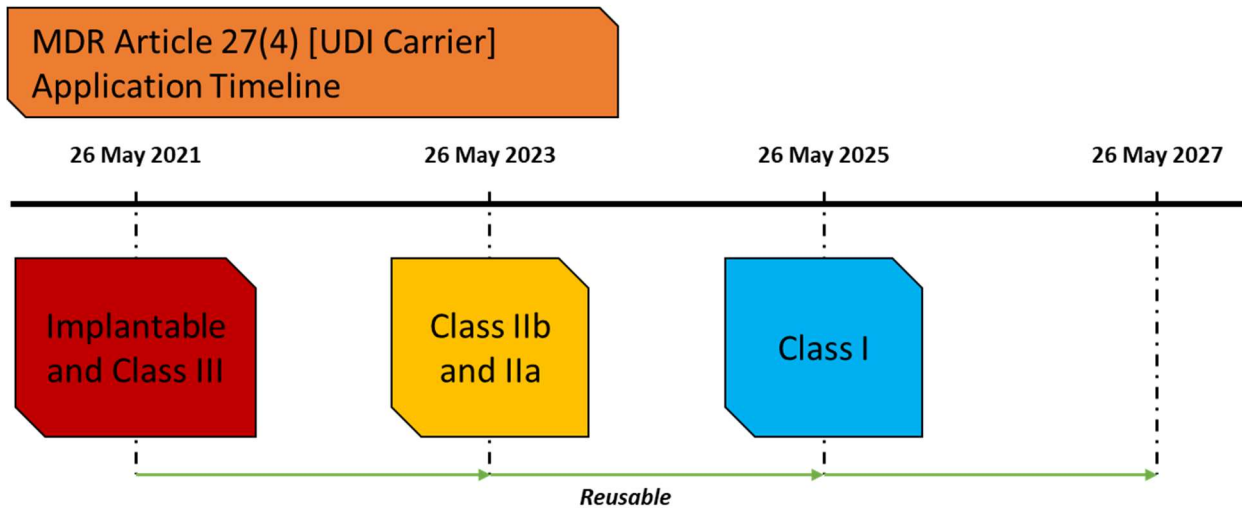 MDR Article 27(4) [UDI Carrier]
Application Timeline
26 May 2021
26 May 2023
26 May 2025
26 May 2027
Implantable
and Class III
Class IIb
and IIa
Class I
Reusable